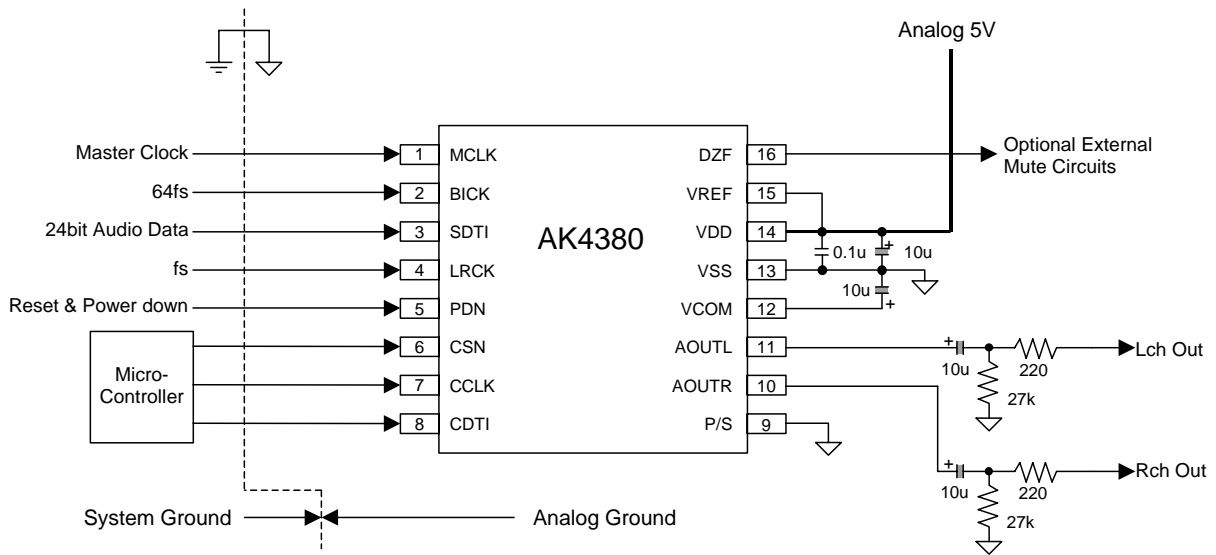 Analog 5V
Master Clock
1
MCLK
DZF
16
Optional External
Mute Circuits
64fs
2
BICK
VREF
15
24bit Audio Data
3
SDTI
AK4380
VDD
14
+
0.1u
10u
fs
4
LRCK
VSS
13
10u
+
Reset & Power down
5
PDN
VCOM
12
Micro-
Controller
6
CSN
AOUTL
11
+
10u
220
27k
Lch Out
7
CCLK
AOUTR
10
8
CDTI
P/S
9
+
10u
220
27k
Rch Out
System Ground
Analog Ground